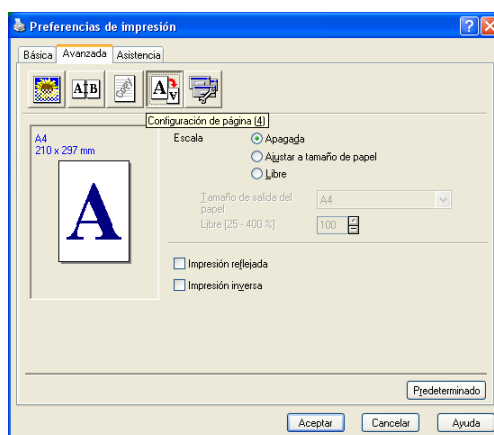 Preferencias de impresión
Básica Avanzada Asistencia
A B A A
Configuración de página (4)
A4
210 x 297 mm
A
Escala Apagada
Ajustar a tamaño de papel
Libre
Tamaño de salida del papel A4
Libre [25 - 400 %] 100
Impresión reflejada
Impresión inversa
Predeterminado
Aceptar Cancelar Ayuda